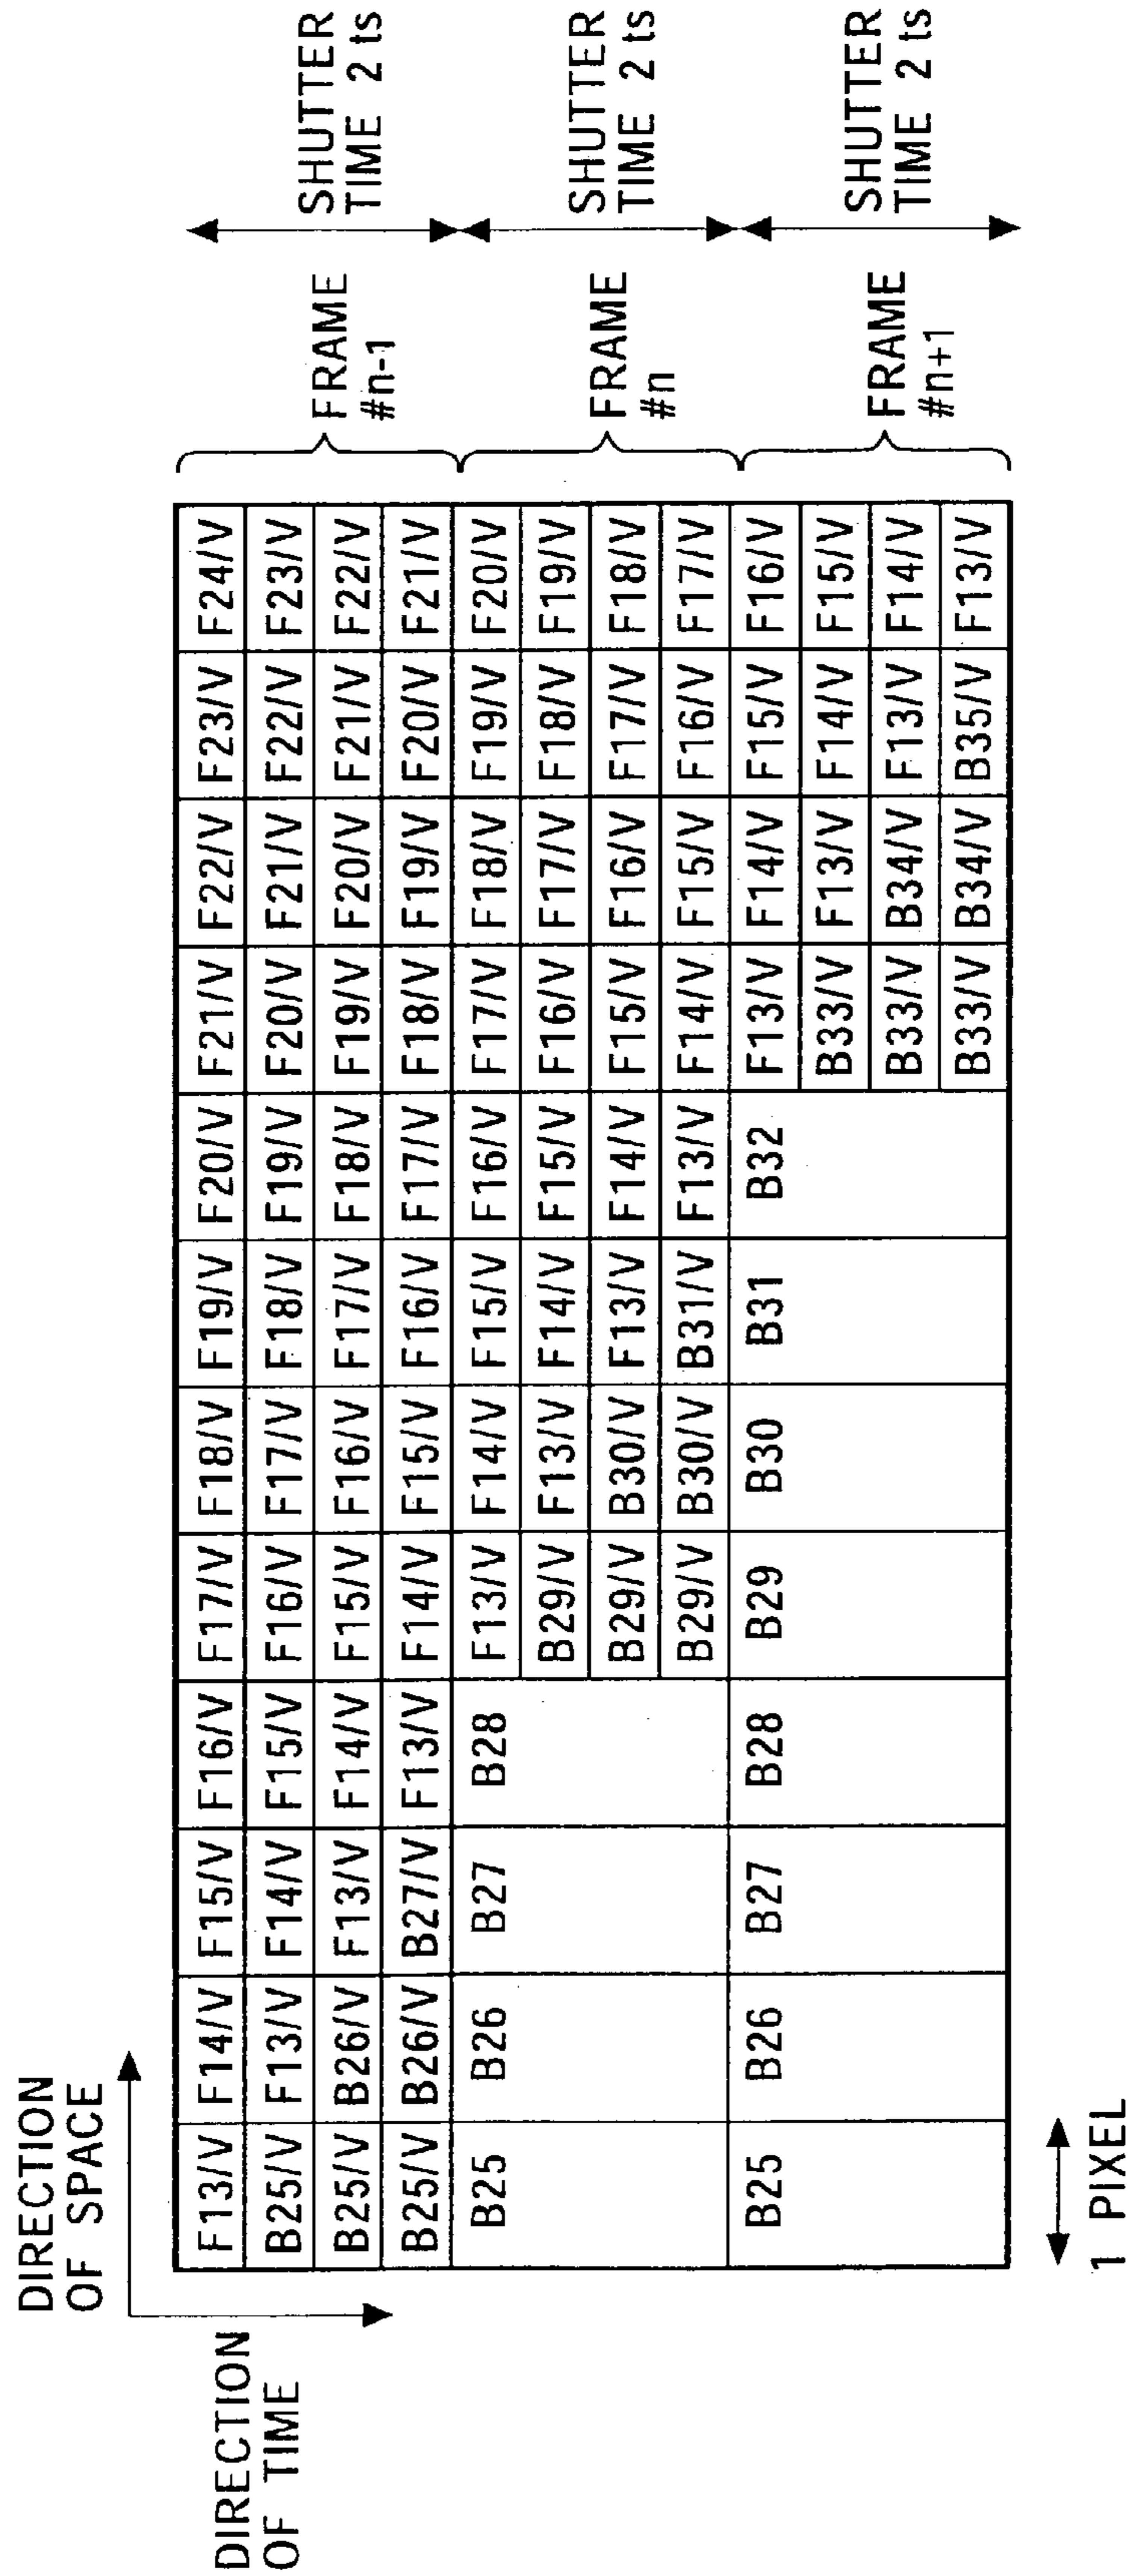 DIRECTION
OF SPACE
DIRECTION
OF TIME
F13/V F14/V F15/V F16/V F17/V F18/V F19/V F20/V F21/V F22/V F23/V F24/V
B25/V F13/V F14/V F15/V F16/V F17/V F18/V F19/V F20/V F21/V F22/V F23/V
B25/V B26/V F13/V F14/V F15/V F16/V F17/V F18/V F19/V F20/V F21/V F22/V
B25/V B26/V B27/V F13/V F14/V F15/V F16/V F17/V F18/V F19/V F20/V F21/V
FRAME
#n-1
SHUTTER
TIME 2 ts
B25 B26 B27 B28 F13/V F14/V F15/V F16/V F17/V F18/V F19/V F20/V
B29/V F13/V F14/V F15/V F16/V F17/V F18/V F19/V
B29/V B30/V F13/V F14/V F15/V F16/V F17/V F18/V
B29/V B30/V B31/V F13/V F14/V F15/V F16/V F17/V
FRAME
#n
SHUTTER
TIME 2 ts
B25 B26 B27 B28 B29 B30 B31 B32 F13/V F14/V F15/V F16/V
B33/V F13/V F14/V F15/V
B33/V B34/V F13/V F14/V
B33/V B34/V B35/V F13/V
FRAME
#n+1
SHUTTER
TIME 2 ts
1 PIXEL